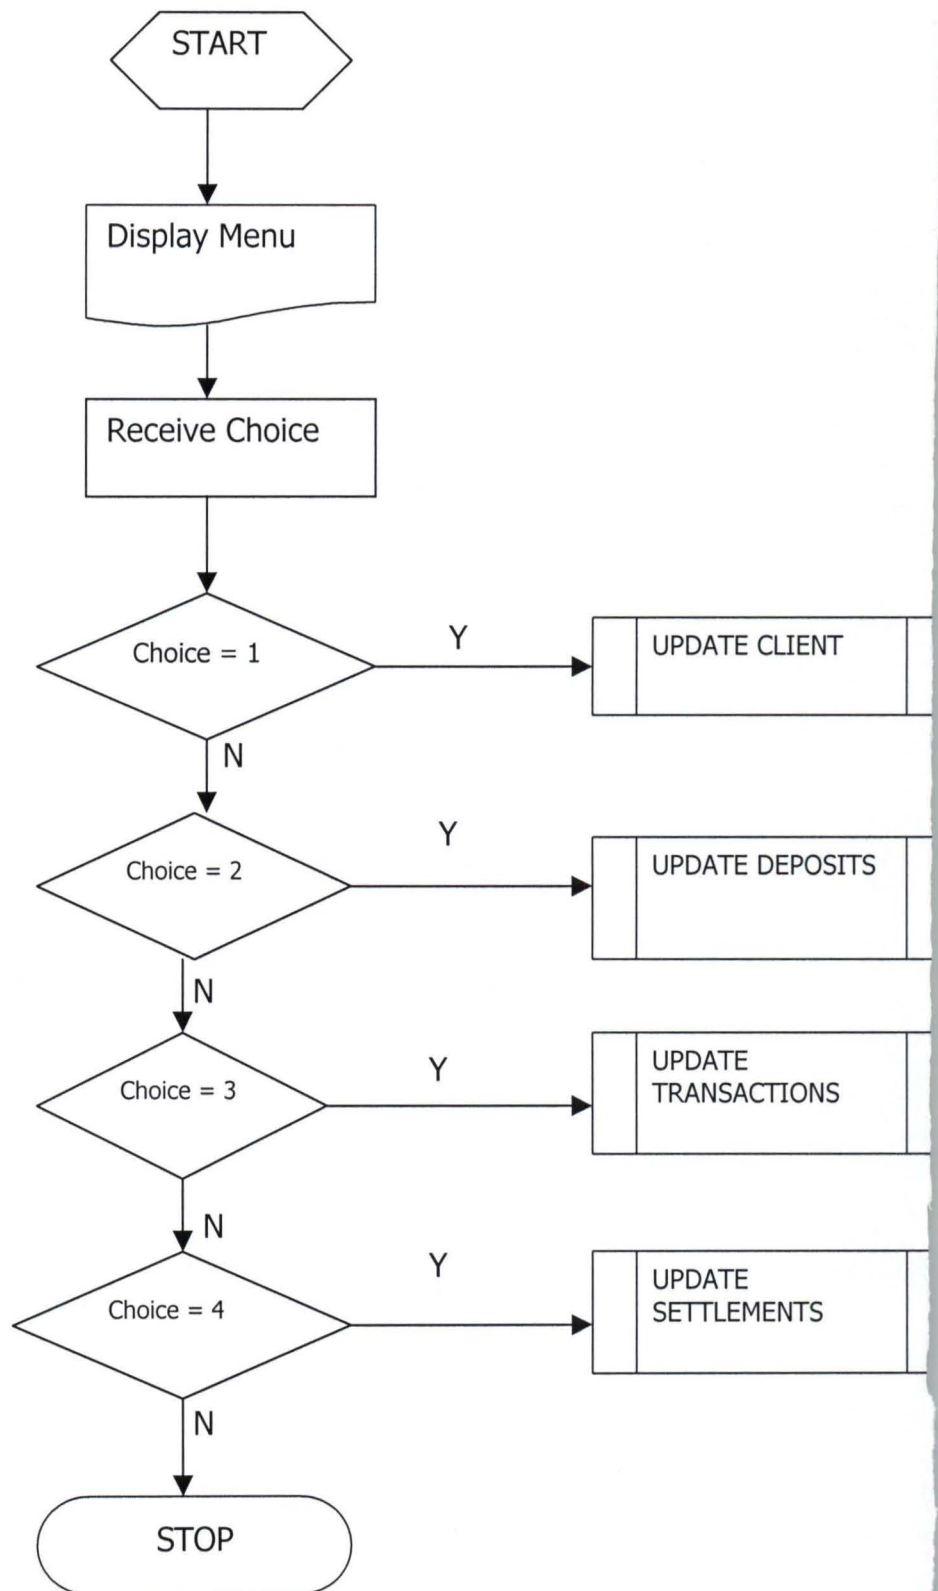 START
Display Menu
Receive Choice
Choice = 1
Y
UPDATE CLIENT
N
Choice = 2
Y
UPDATE DEPOSITS
N
Choice = 3
Y
UPDATE
TRANSACTIONS
N
Choice = 4
Y
UPDATE
SETTLEMENTS
N
STOP